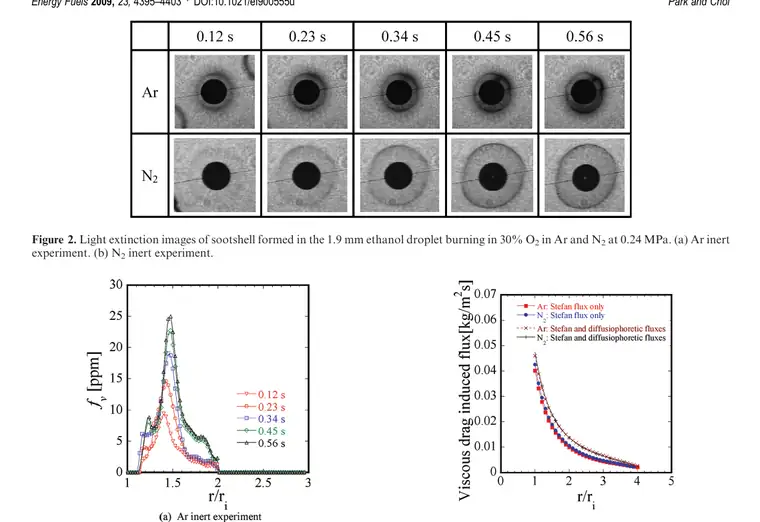 Energy Fuels 2009, 23, 4395–4403 · DOI:10.1021/ef900555u Park and Choi
0.12 s 0.23 s 0.34 s 0.45 s 0.56 s
Ar
N2
Figure 2. Light extinction images of sootshell formed in the 1.9 mm ethanol droplet burning in 30% O2 in Ar and N2 at 0.24 MPa. (a) Ar inert
experiment. (b) N2 inert experiment.
30
25
20
15
10
5
0
fv [ppm]
0.12 s
0.23 s
0.34 s
0.45 s
0.56 s
1 1.5 2 2.5 3
r/ri
(a) Ar inert experiment
Viscous drag induced flux[kg/m2s]
0.07
0.06
0.05
0.04
0.03
0.02
0.01
0
Ar: Stefan flux only
N2: Stefan flux only
Ar: Stefan and diffusiophoretic fluxes
N2: Stefan and diffusiophoretic fluxes
0 1 2 3 4 5
r/ri